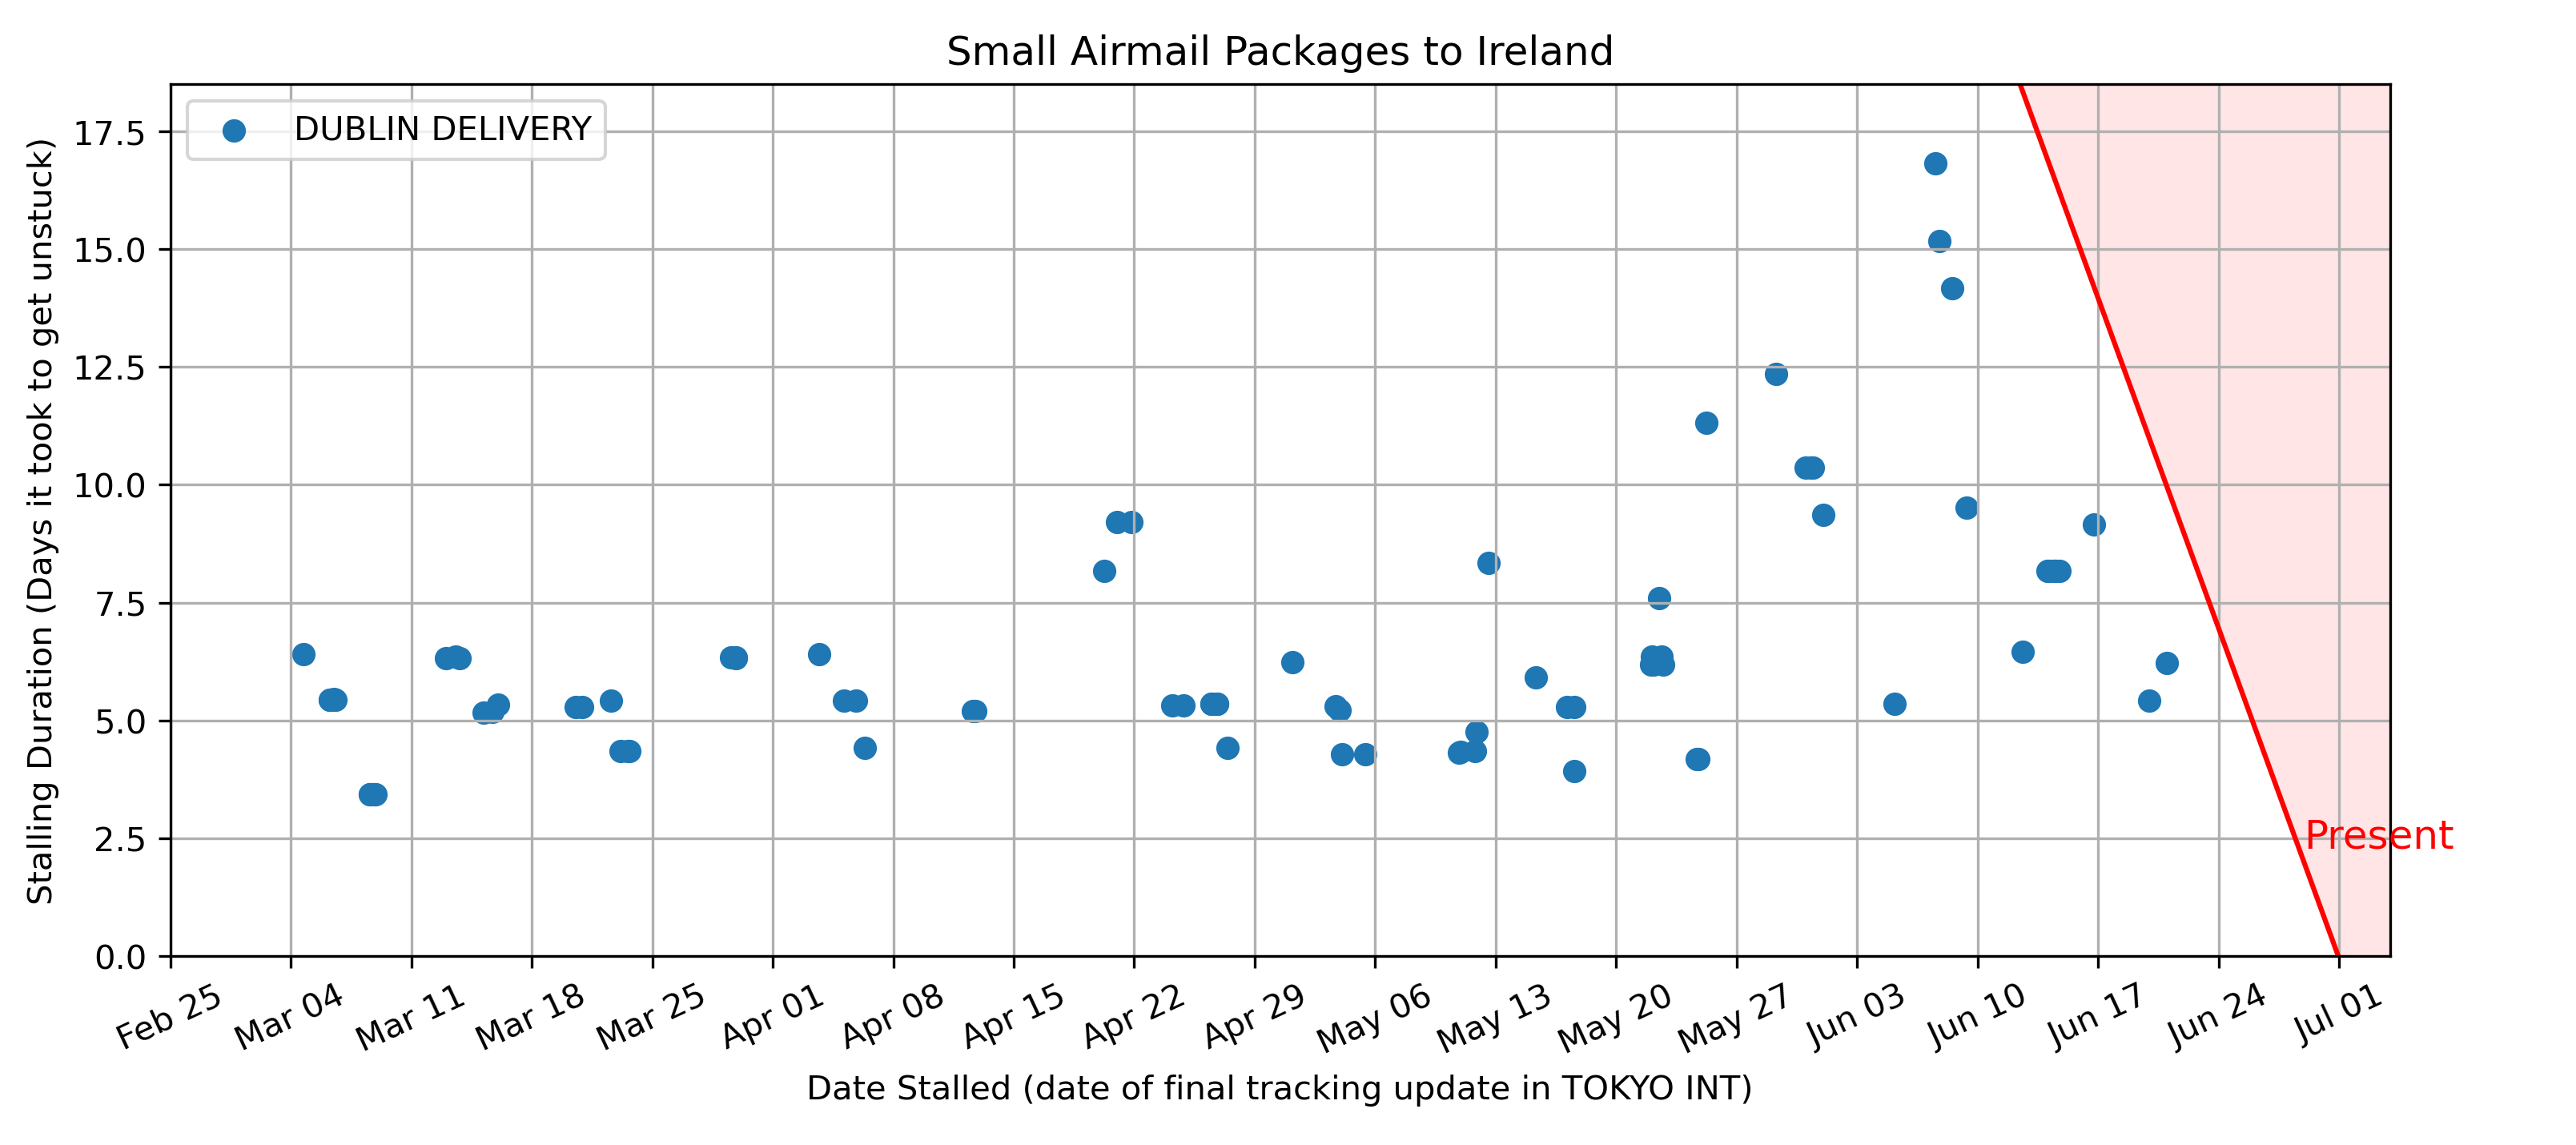 Small Airmail Packages to Ireland
DUBLIN DELIVERY
Stalling Duration (Days it took to get unstuck)
17.5
15.0
12.5
10.0
7.5
5.0
2.5
0.0
Present
Feb 25
Mar 04
Mar 11
Mar 18
Mar 25
Apr 01
Apr 08
Apr 15
Apr 22
Apr 29
May 06
May 13
May 20
May 27
Jun 03
Jun 10
Jun 17
Jun 24
Jul 01
Date Stalled (date of final tracking update in TOKYO INT)